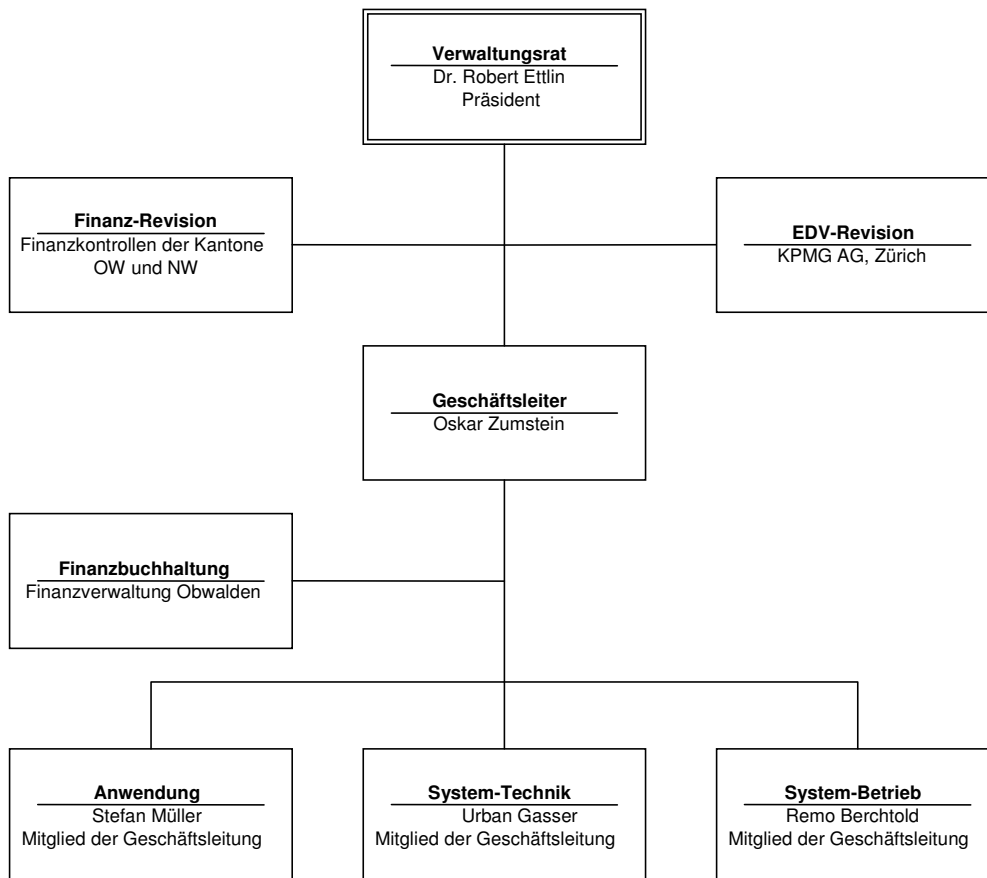 Verwaltungsrat
Dr. Robert Ettlin
Präsident
Finanz-Revision
Finanzkontrollen der Kantone
OW und NW
EDV-Revision
KPMG AG, Zürich
Geschäftsleiter
Oskar Zumstein
Finanzbuchhaltung
Finanzverwaltung Obwalden
Anwendung
Stefan Müller
Mitglied der Geschäftsleitung
System-Technik
Urban Gasser
Mitglied der Geschäftsleitung
System-Betrieb
Remo Berchtold
Mitglied der Geschäftsleitung